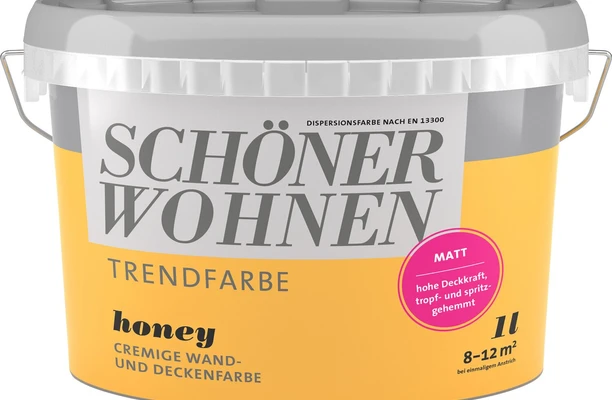 DISPERSIONSFARBE NACH EN 13300
SCHÖNER
WOHNEN
TRENDFARBE
honey
CREMIGE WAND-
UND DECKENFARBE
MATT
hohe Deckkraft,
tropf- und spritz-
gehemmt
1l
8–12 m²
bei einmaligem Anstrich